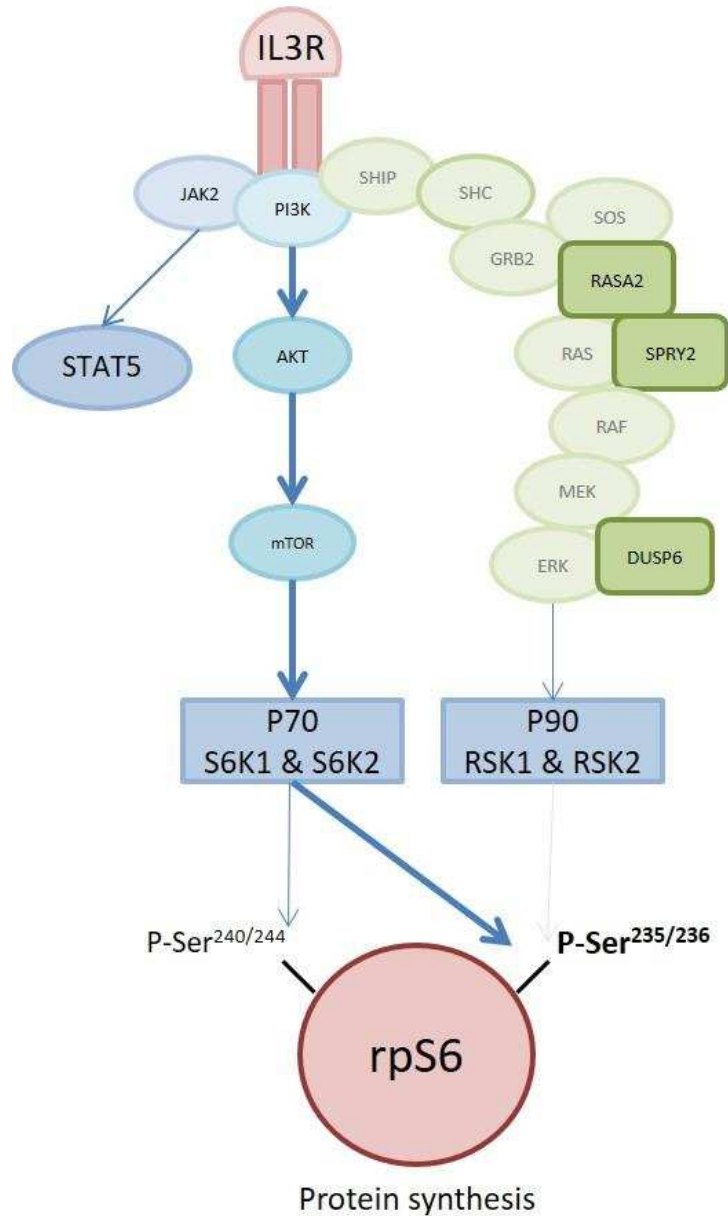 IL3R
JAK2
PI3K
SHIP
SHC
GRB2
SOS
RASA2
RAS
SPRY2
RAF
MEK
ERK
DUSP6
STAT5
AKT
mTOR
P70
S6K1 & S6K2
P90
RSK1 & RSK2
P-Ser240/244
P-Ser235/236
rpS6
Protein synthesis